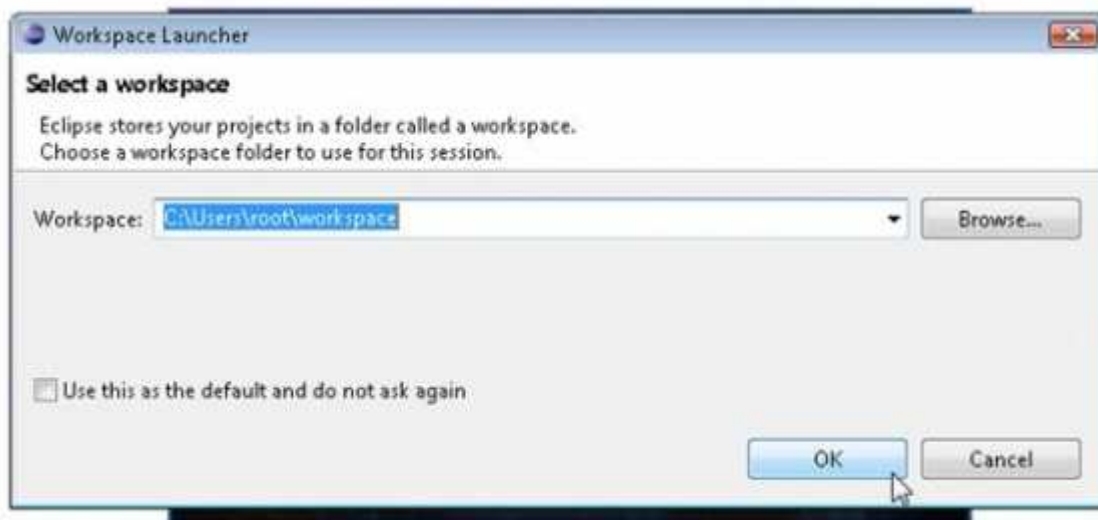 Workspace Launcher
Select a workspace
Eclipse stores your projects in a folder called a workspace.
Choose a workspace folder to use for this session.
Workspace: C:\Users\root\workspace Browse...
Use this as the default and do not ask again
OK Cancel